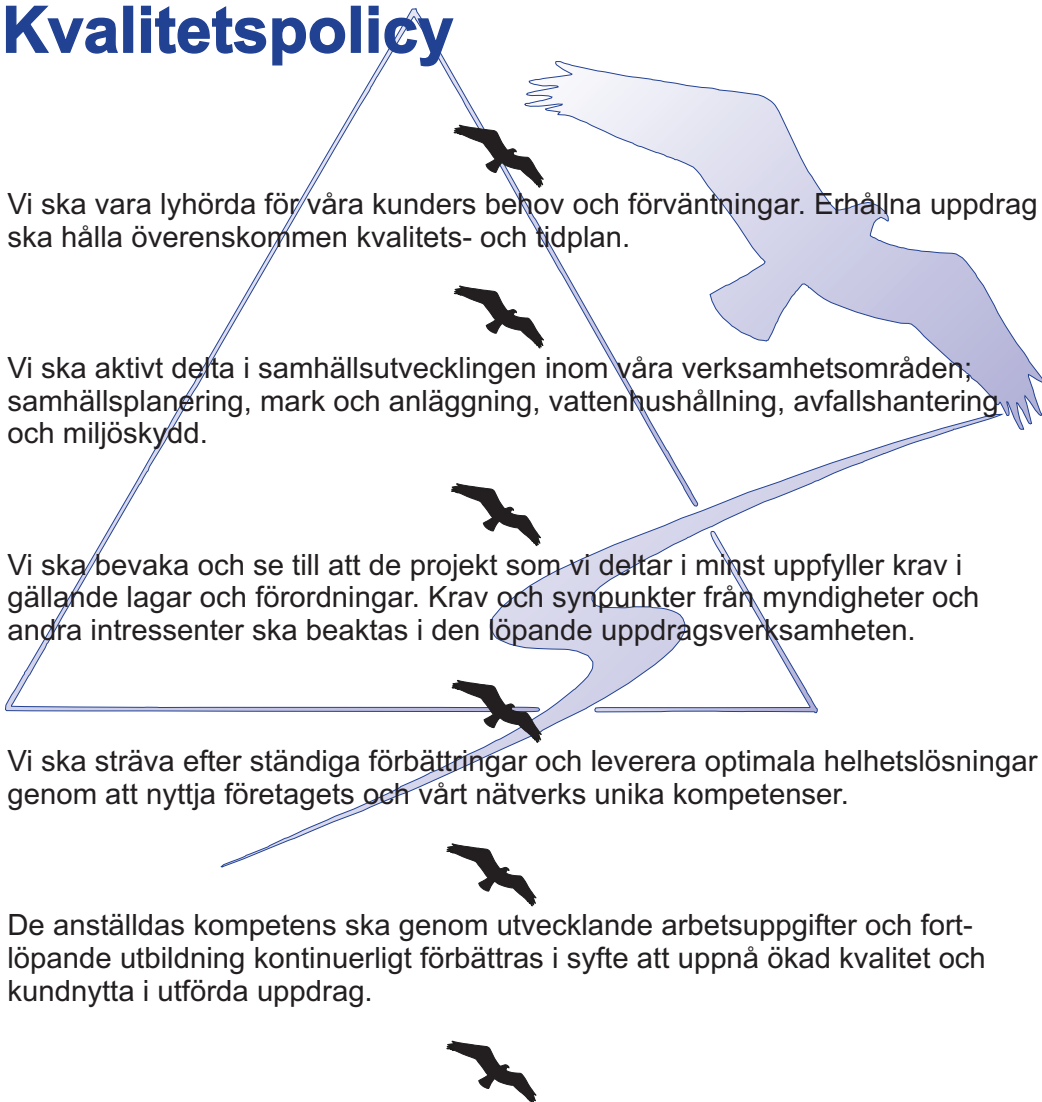 Kvalitetspolicy
Vi ska vara lyhörda för våra kunders behov och förväntningar. Erhållna uppdrag
ska hålla överenskommen kvalitets- och tidplan.
Vi ska aktivt delta i samhällsutvecklingen inom våra verksamhetsområden;
samhällsplanering, mark och anläggning, vattenhushållning, avfallshantering
och miljöskydd.
Vi ska bevaka och se till att de projekt som vi deltar i minst uppfyller krav i
gällande lagar och förordningar. Krav och synpunkter från myndigheter och
andra intressenter ska beaktas i den löpande uppdragsverksamheten.
Vi ska sträva efter ständiga förbättringar och leverera optimala helhetslösningar
genom att nyttja företagets och vårt nätverks unika kompetenser.
De anställdas kompetens ska genom utvecklande arbetsuppgifter och fort-
löpande utbildning kontinuerligt förbättras i syfte att uppnå ökad kvalitet och
kundnytta i utförda uppdrag.